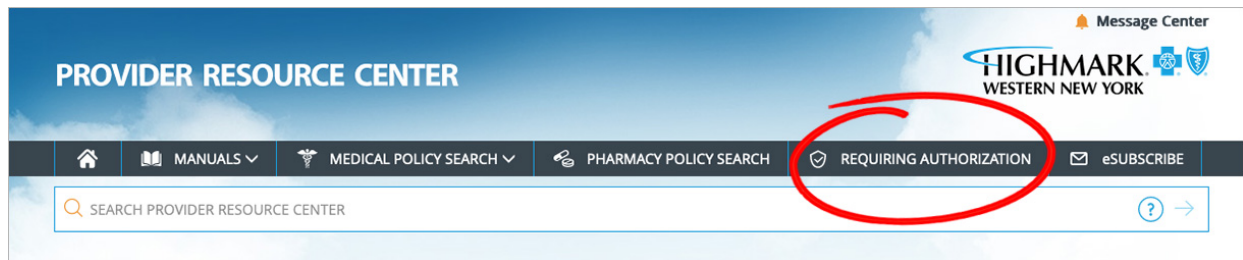 Message Center
PROVIDER RESOURCE CENTER
HIGHMARK
WESTERN NEW YORK
MANUALS
MEDICAL POLICY SEARCH
PHARMACY POLICY SEARCH
REQUIRING AUTHORIZATION
eSUBSCRIBE
SEARCH PROVIDER RESOURCE CENTER
?